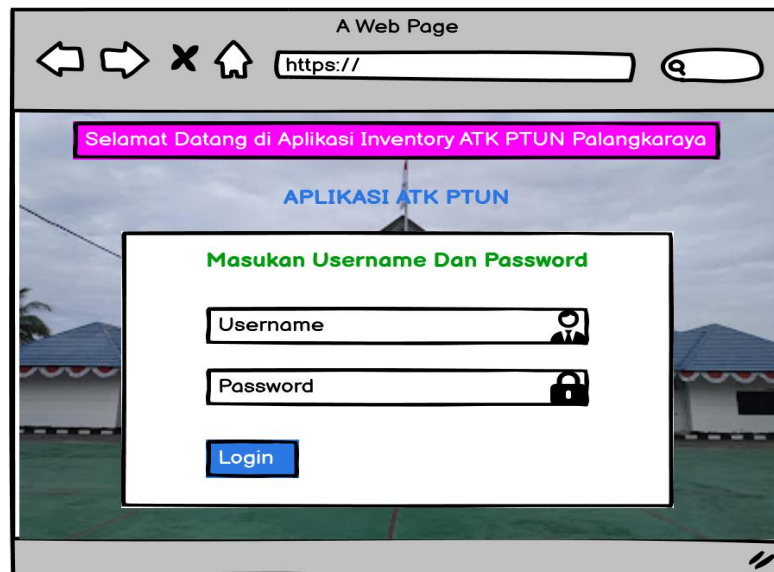 A Web Page
https://
Selamat Datang di Aplikasi Inventory ATK PTUN Palangkaraya
APLIKASI ATK PTUN
Masukan Username Dan Password
Username
Password
Login